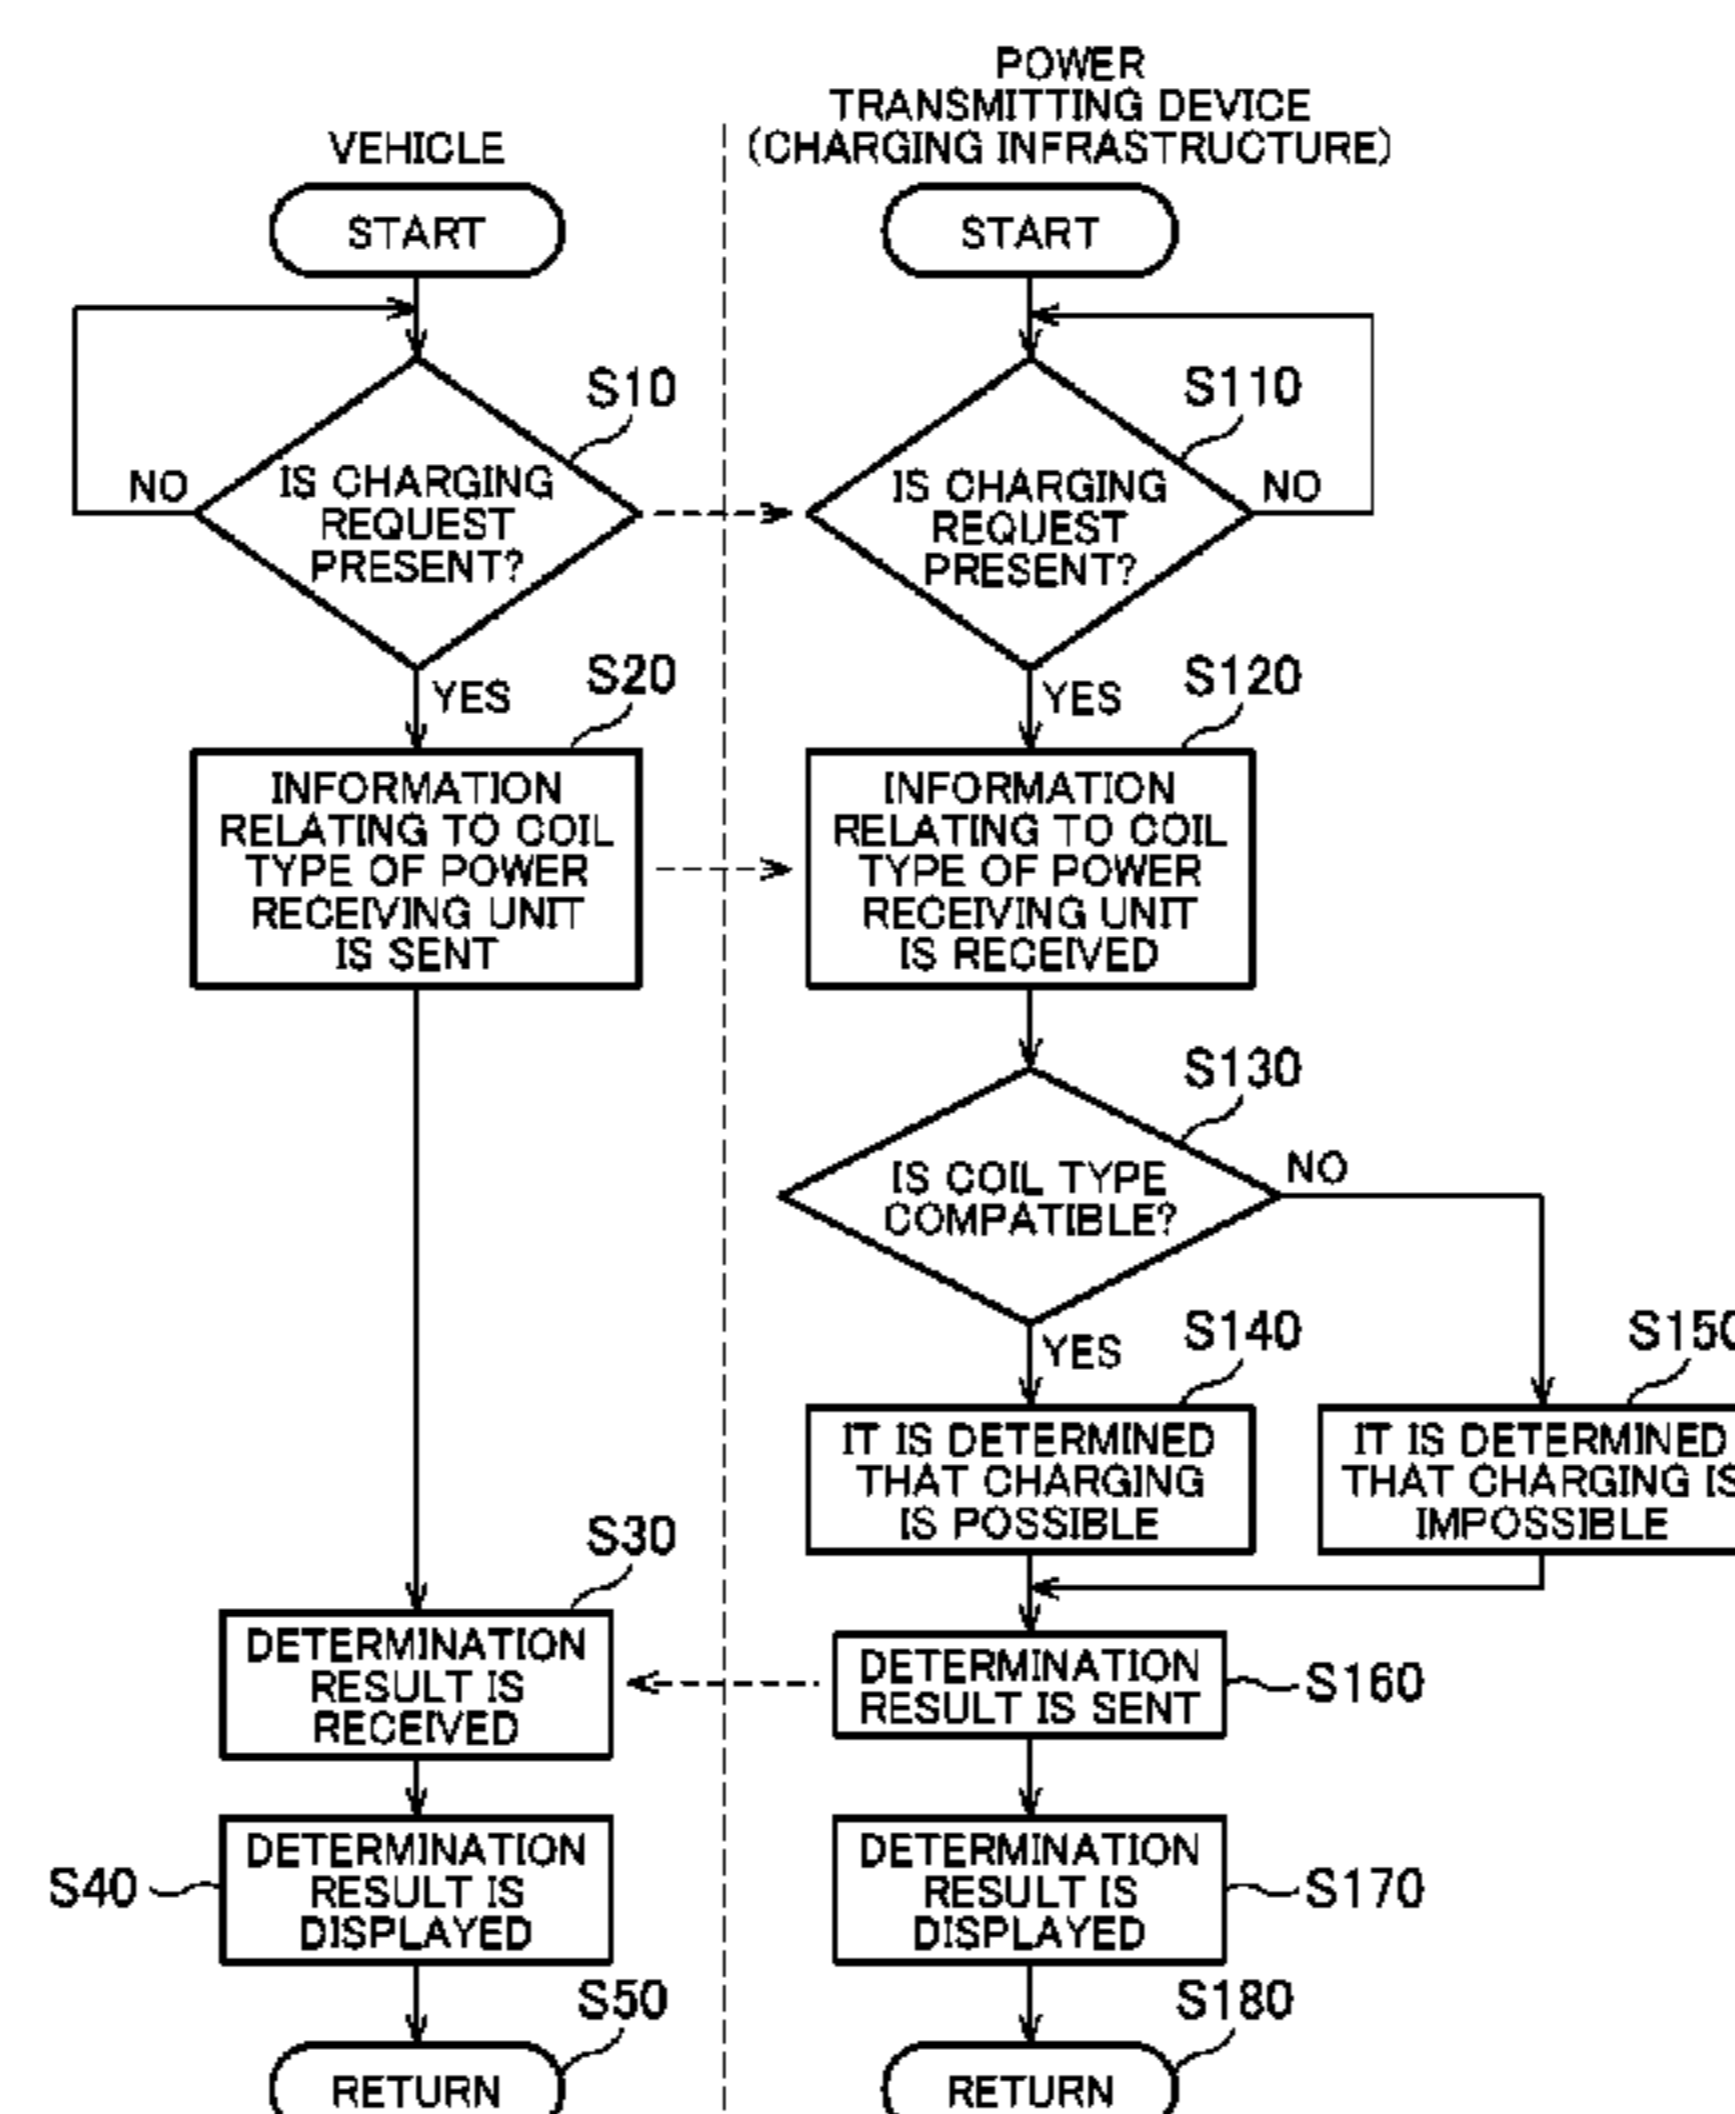 POWER
TRANSMITTING DEVICE
(CHARGING INFRASTRUCTURE)
VEHICLE
START
START
S10
S110
NO
IS CHARGING
REQUEST
PRESENT?
IS CHARGING
REQUEST
PRESENT?
NO
YES
S20
YES
S120
INFORMATION
RELATING TO COIL
TYPE OF POWER
RECEIVING UNIT
IS SENT
INFORMATION
RELATING TO COIL
TYPE OF POWER
RECEIVING UNIT
IS RECEIVED
S130
IS COIL TYPE
COMPATIBLE?
NO
YES
S140
S150
IT IS DETERMINED
THAT CHARGING
IS POSSIBLE
IT IS DETERMINED
THAT CHARGING IS
IMPOSSIBLE
S30
DETERMINATION
RESULT IS
RECEIVED
DETERMINATION
RESULT IS SENT
S160
S40
DETERMINATION
RESULT IS
DISPLAYED
DETERMINATION
RESULT IS
DISPLAYED
S170
S50
S180
RETURN
RETURN